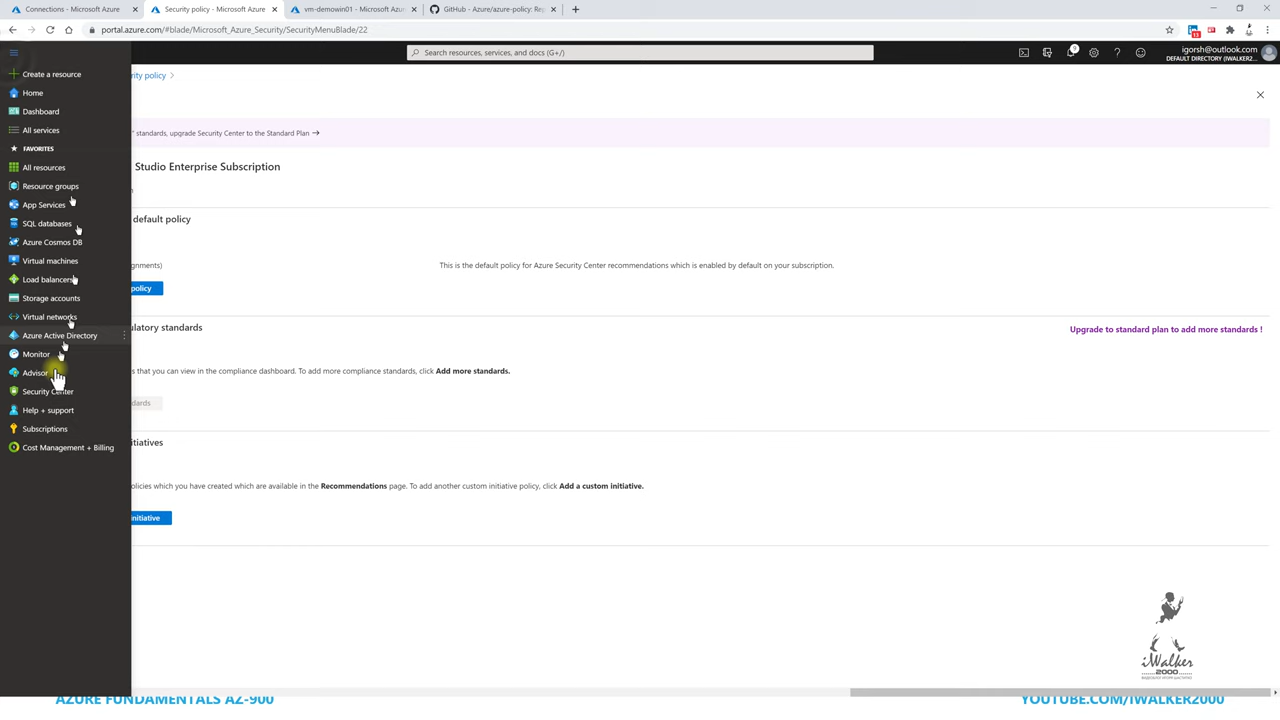 Connections - Microsoft Azure
Security policy - Microsoft Azure
vm-demowin01 - Microsoft Azu
GitHub - Azure/azure-policy: Re
portal.azure.com/#blade/Microsoft_Azure_Security/SecurityMenuBlade/22
13
Search resources, services, and docs (G+/)
igorsh@outlook.com
DEFAULT DIRECTORY (IWALKER2...
Create a resource
Home
Dashboard
All services
FAVORITES
All resources
Resource groups
App Services
SQL databases
Azure Cosmos DB
Virtual machines
Load balancers
Storage accounts
Virtual networks
Azure Active Directory
Monitor
Advisor
Security Center
Help + support
Subscriptions
Cost Management + Billing
urity policy
" standards, upgrade Security Center to the Standard Plan →
Studio Enterprise Subscription
default policy
gnments)
This is the default policy for Azure Security Center recommendations which is enabled by default on your subscription.
policy
ulatory standards
Upgrade to standard plan to add more standards !
s that you can view in the compliance dashboard. To add more compliance standards, click Add more standards.
dards
itiatives
olicies which you have created which are available in the Recommendations page. To add another custom initiative policy, click Add a custom initiative.
initiative
iWalker
2000
AZURE FUNDAMENTALS AZ-900
YOUTUBE.COM/IWALKER2000